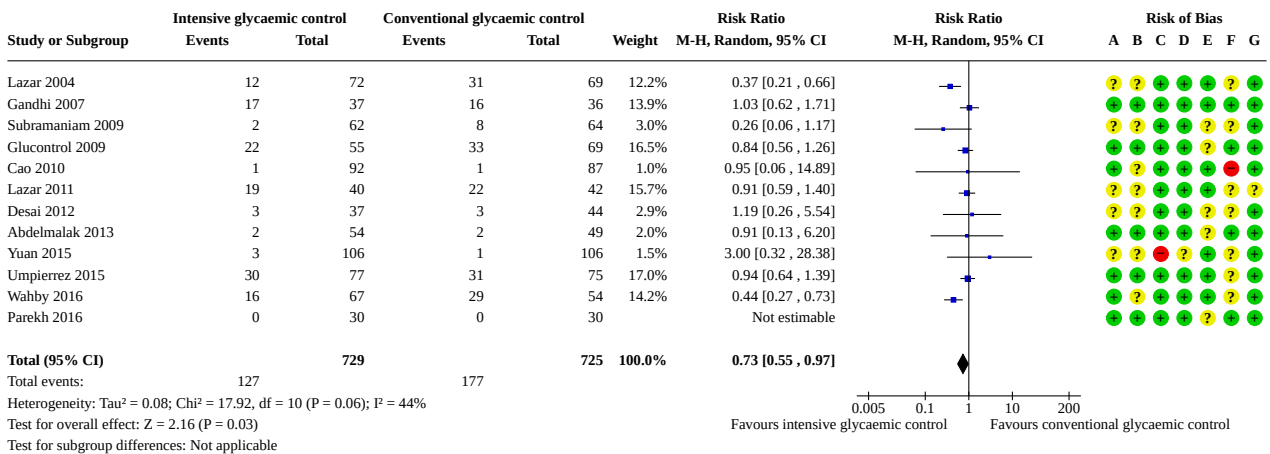 Intensive glycaemic control Conventional glycaemic control Risk Ratio Risk Ratio Risk of Bias
Study or Subgroup Events Total Events Total Weight M-H, Random, 95% CI M-H, Random, 95% CI A B C D E F G
Lazar 2004 12 72 31 69 12.2% 0.37 [0.21 , 0.66] ? ? + + + ? +
Gandhi 2007 17 37 16 36 13.9% 1.03 [0.62 , 1.71] + + + + + + +
Subramaniam 2009 2 62 8 64 3.0% 0.26 [0.06 , 1.17] ? ? + + ? ? +
Glucontrol 2009 22 55 33 69 16.5% 0.84 [0.56 , 1.26] + + + + ? + +
Cao 2010 1 92 1 87 1.0% 0.95 [0.06 , 14.89] + ? + + + − +
Lazar 2011 19 40 22 42 15.7% 0.91 [0.59 , 1.40] ? ? + + + ? ?
Desai 2012 3 37 3 44 2.9% 1.19 [0.26 , 5.54] ? ? + + ? ? +
Abdelmalak 2013 2 54 2 49 2.0% 0.91 [0.13 , 6.20] + + + + ? + +
Yuan 2015 3 106 1 106 1.5% 3.00 [0.32 , 28.38] ? ? − ? + ? +
Umpierrez 2015 30 77 31 75 17.0% 0.94 [0.64 , 1.39] + + + + + ? +
Wahby 2016 16 67 29 54 14.2% 0.44 [0.27 , 0.73] + ? + + + ? +
Parekh 2016 0 30 0 30 Not estimable + + + + ? + +
Total (95% CI) 729 725 100.0% 0.73 [0.55 , 0.97]
Total events: 127 177
Heterogeneity: Tau² = 0.08; Chi² = 17.92, df = 10 (P = 0.06); I² = 44%
0.005 0.1 1 10 200
Test for overall effect: Z = 2.16 (P = 0.03) Favours intensive glycaemic control Favours conventional glycaemic control
Test for subgroup differences: Not applicable